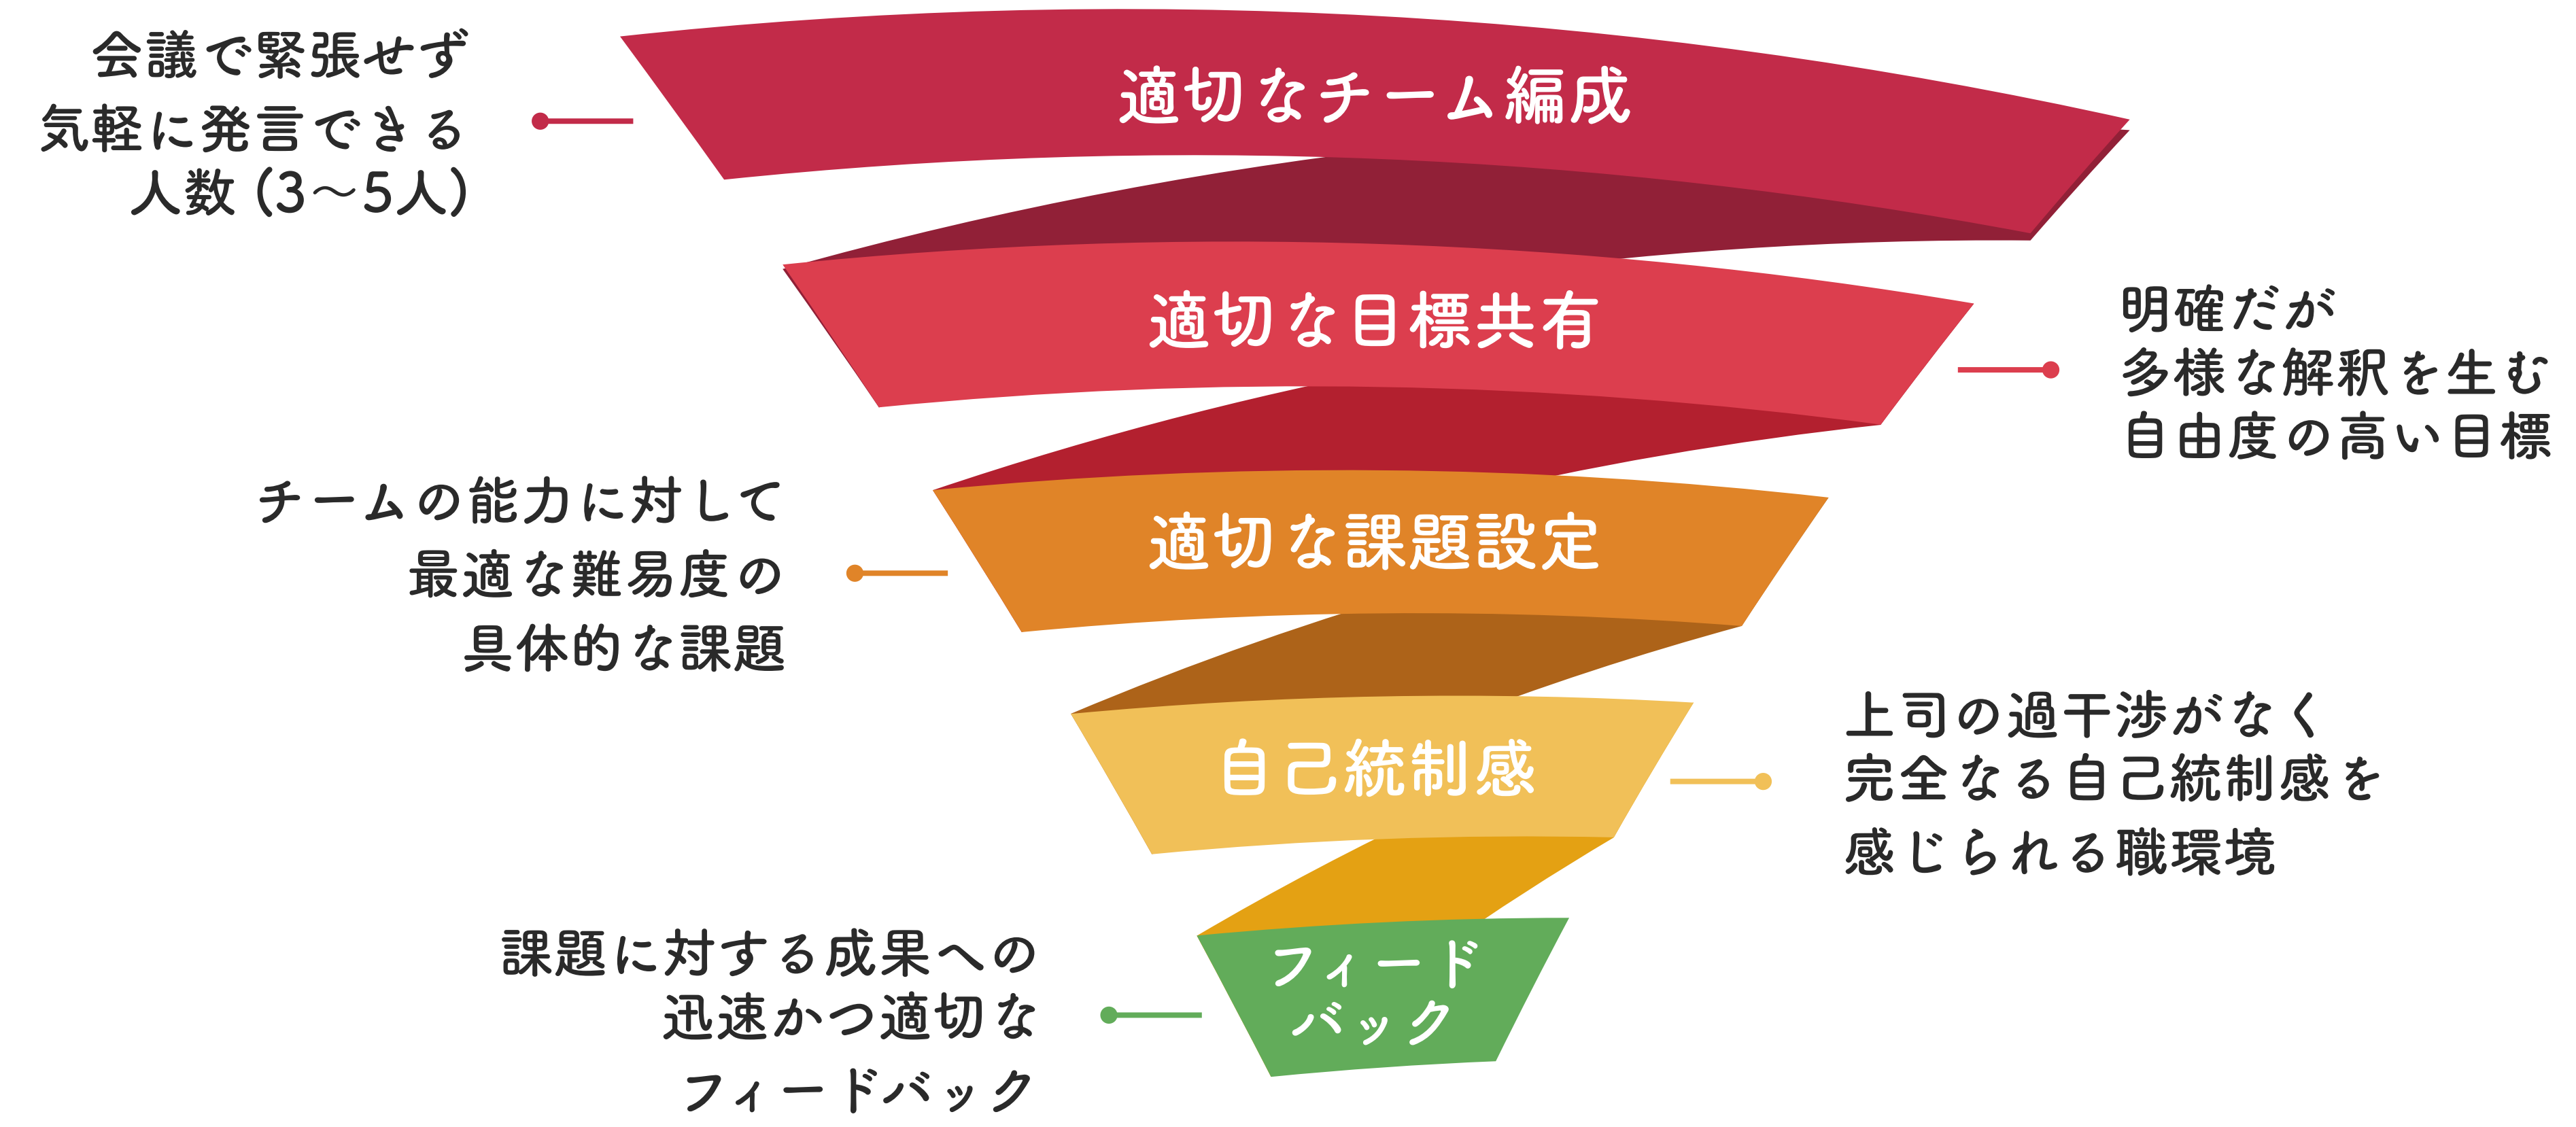 会議で緊張せず
気軽に発言できる
人数 (3〜5人)
適切なチーム編成
適切な目標共有
明確だが
多様な解釈を生む
自由度の高い目標
チームの能力に対して
最適な難易度の
具体的な課題
適切な課題設定
自己統制感
上司の過干渉がなく
完全なる自己統制感を
感じられる職環境
課題に対する成果への
迅速かつ適切な
フィードバック
フィード
バック